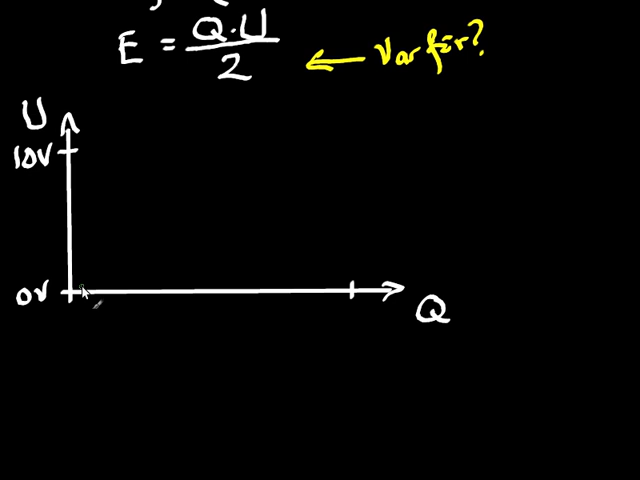 E = Q·U / 2 ← Varför?
U
10V
0V
Q